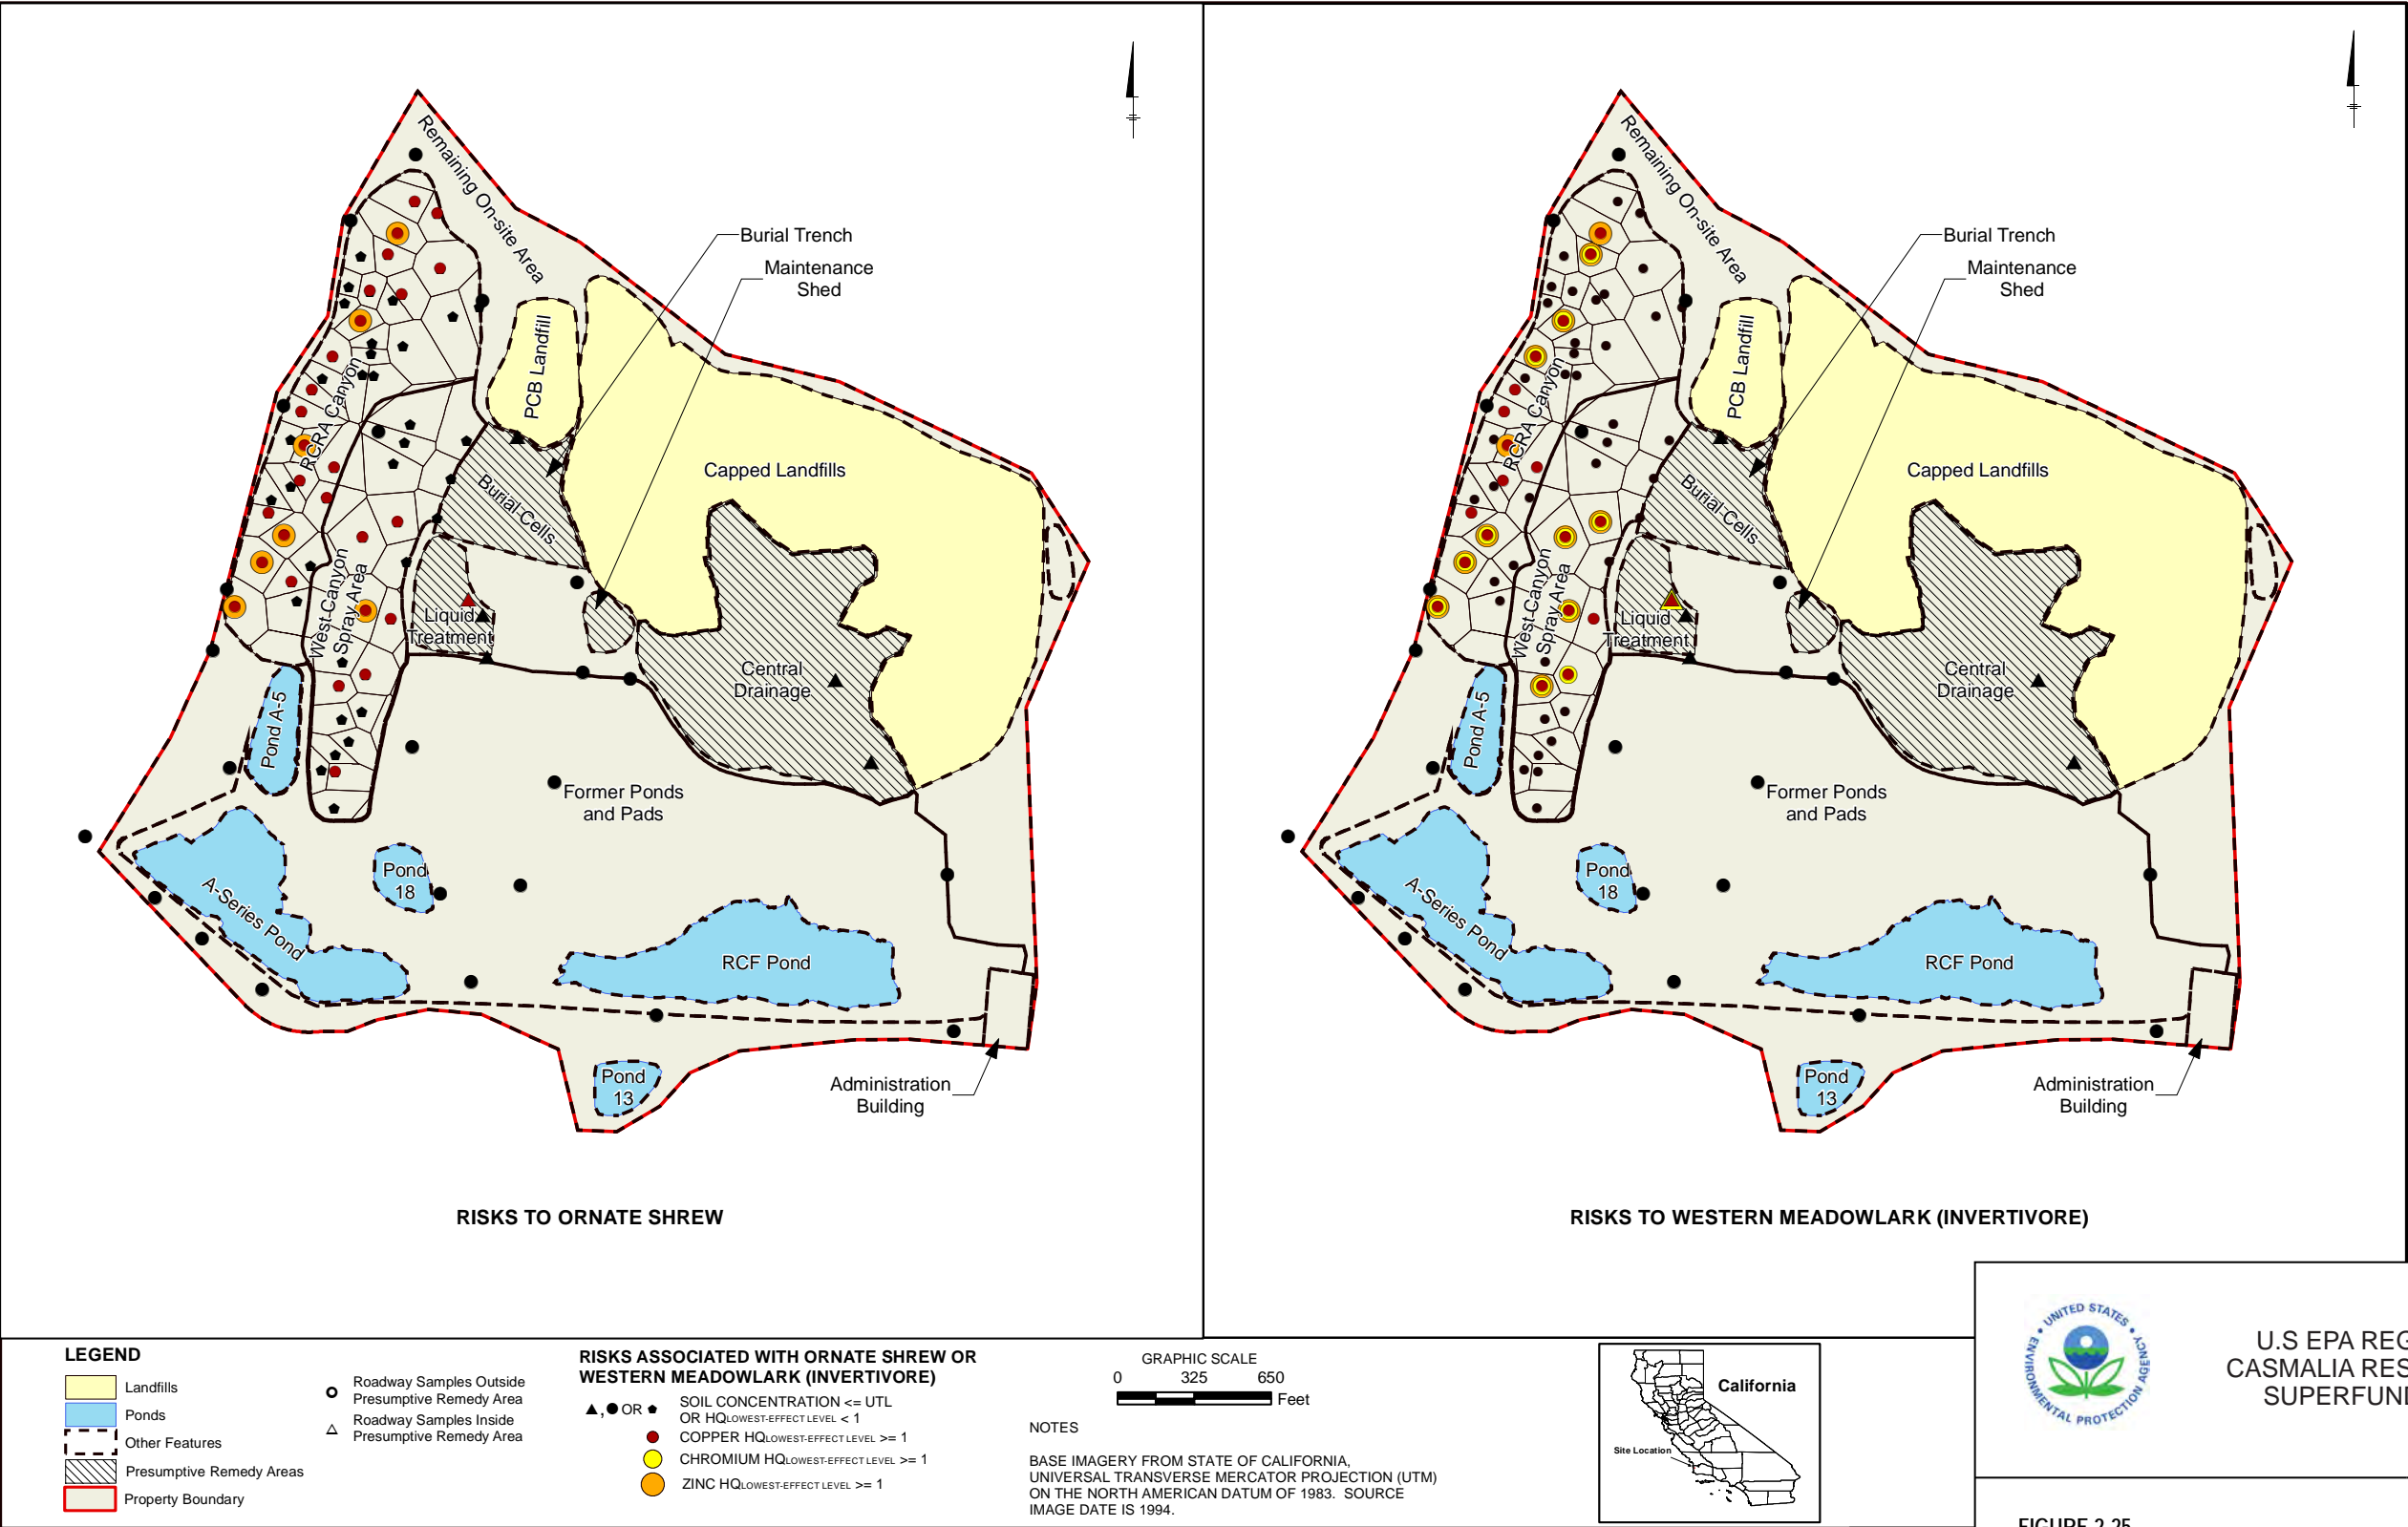 Remaining On-site Area
Burial Trench
Maintenance
Shed
PCB Landfill
RCRA Canyon
Capped Landfills
Burial Cells
West-Canyon
Spray Area
Liquid
Treatment
Central
Drainage
Pond A-5
Former Ponds
and Pads
Pond
18
A-Series Pond
RCF Pond
Pond
13
Administration
Building
RISKS TO ORNATE SHREW
Remaining On-site Area
Burial Trench
Maintenance
Shed
PCB Landfill
RCRA Canyon
Capped Landfills
Burial Cells
West-Canyon
Spray Area
Liquid
Treatment
Central
Drainage
Pond A-5
Former Ponds
and Pads
Pond
18
A-Series Pond
RCF Pond
Pond
13
Administration
Building
RISKS TO WESTERN MEADOWLARK (INVERTIVORE)
LEGEND
Landfills
Ponds
Other Features
Presumptive Remedy Areas
Property Boundary
Roadway Samples Outside
Presumptive Remedy Area
Roadway Samples Inside
Presumptive Remedy Area
RISKS ASSOCIATED WITH ORNATE SHREW OR
WESTERN MEADOWLARK (INVERTIVORE)
, OR
SOIL CONCENTRATION <= UTL
OR HQLOWEST-EFFECT LEVEL < 1
COPPER HQLOWEST-EFFECT LEVEL >= 1
CHROMIUM HQLOWEST-EFFECT LEVEL >= 1
ZINC HQLOWEST-EFFECT LEVEL >= 1
GRAPHIC SCALE
0 325 650
Feet
NOTES
BASE IMAGERY FROM STATE OF CALIFORNIA,
UNIVERSAL TRANSVERSE MERCATOR PROJECTION (UTM)
ON THE NORTH AMERICAN DATUM OF 1983. SOURCE
IMAGE DATE IS 1994.
California
Site Location
UNITED STATES
ENVIRONMENTAL PROTECTION AGENCY
U.S EPA REG
CASMALIA RES
SUPERFUN
FIGURE 2-25